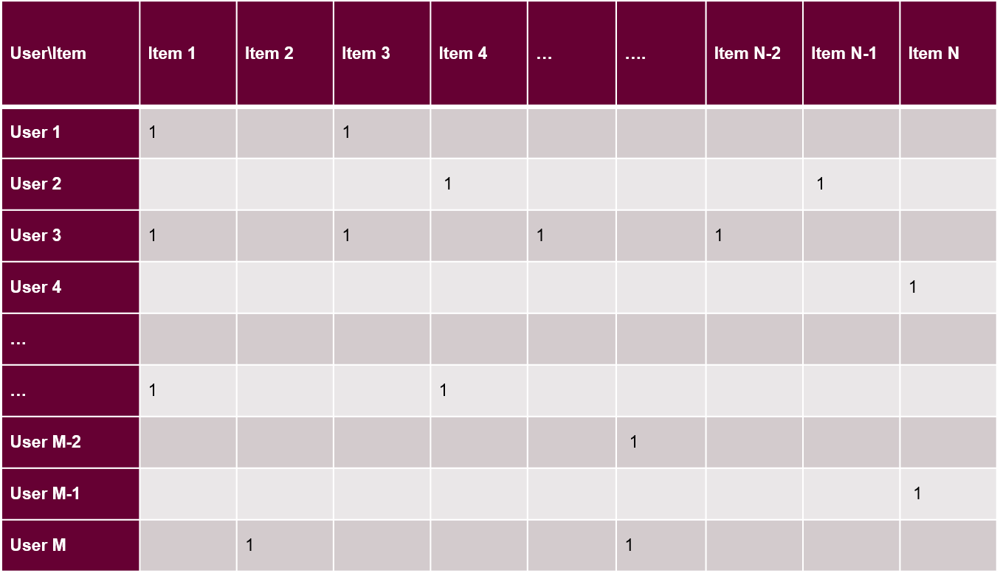 User\Item Item 1 Item 2 Item 3 Item 4 … …. Item N-2 Item N-1 Item N
User 1 1 1
User 2 1 1
User 3 1 1 1 1
User 4 1
…
… 1 1
User M-2 1
User M-1 1
User M 1 1